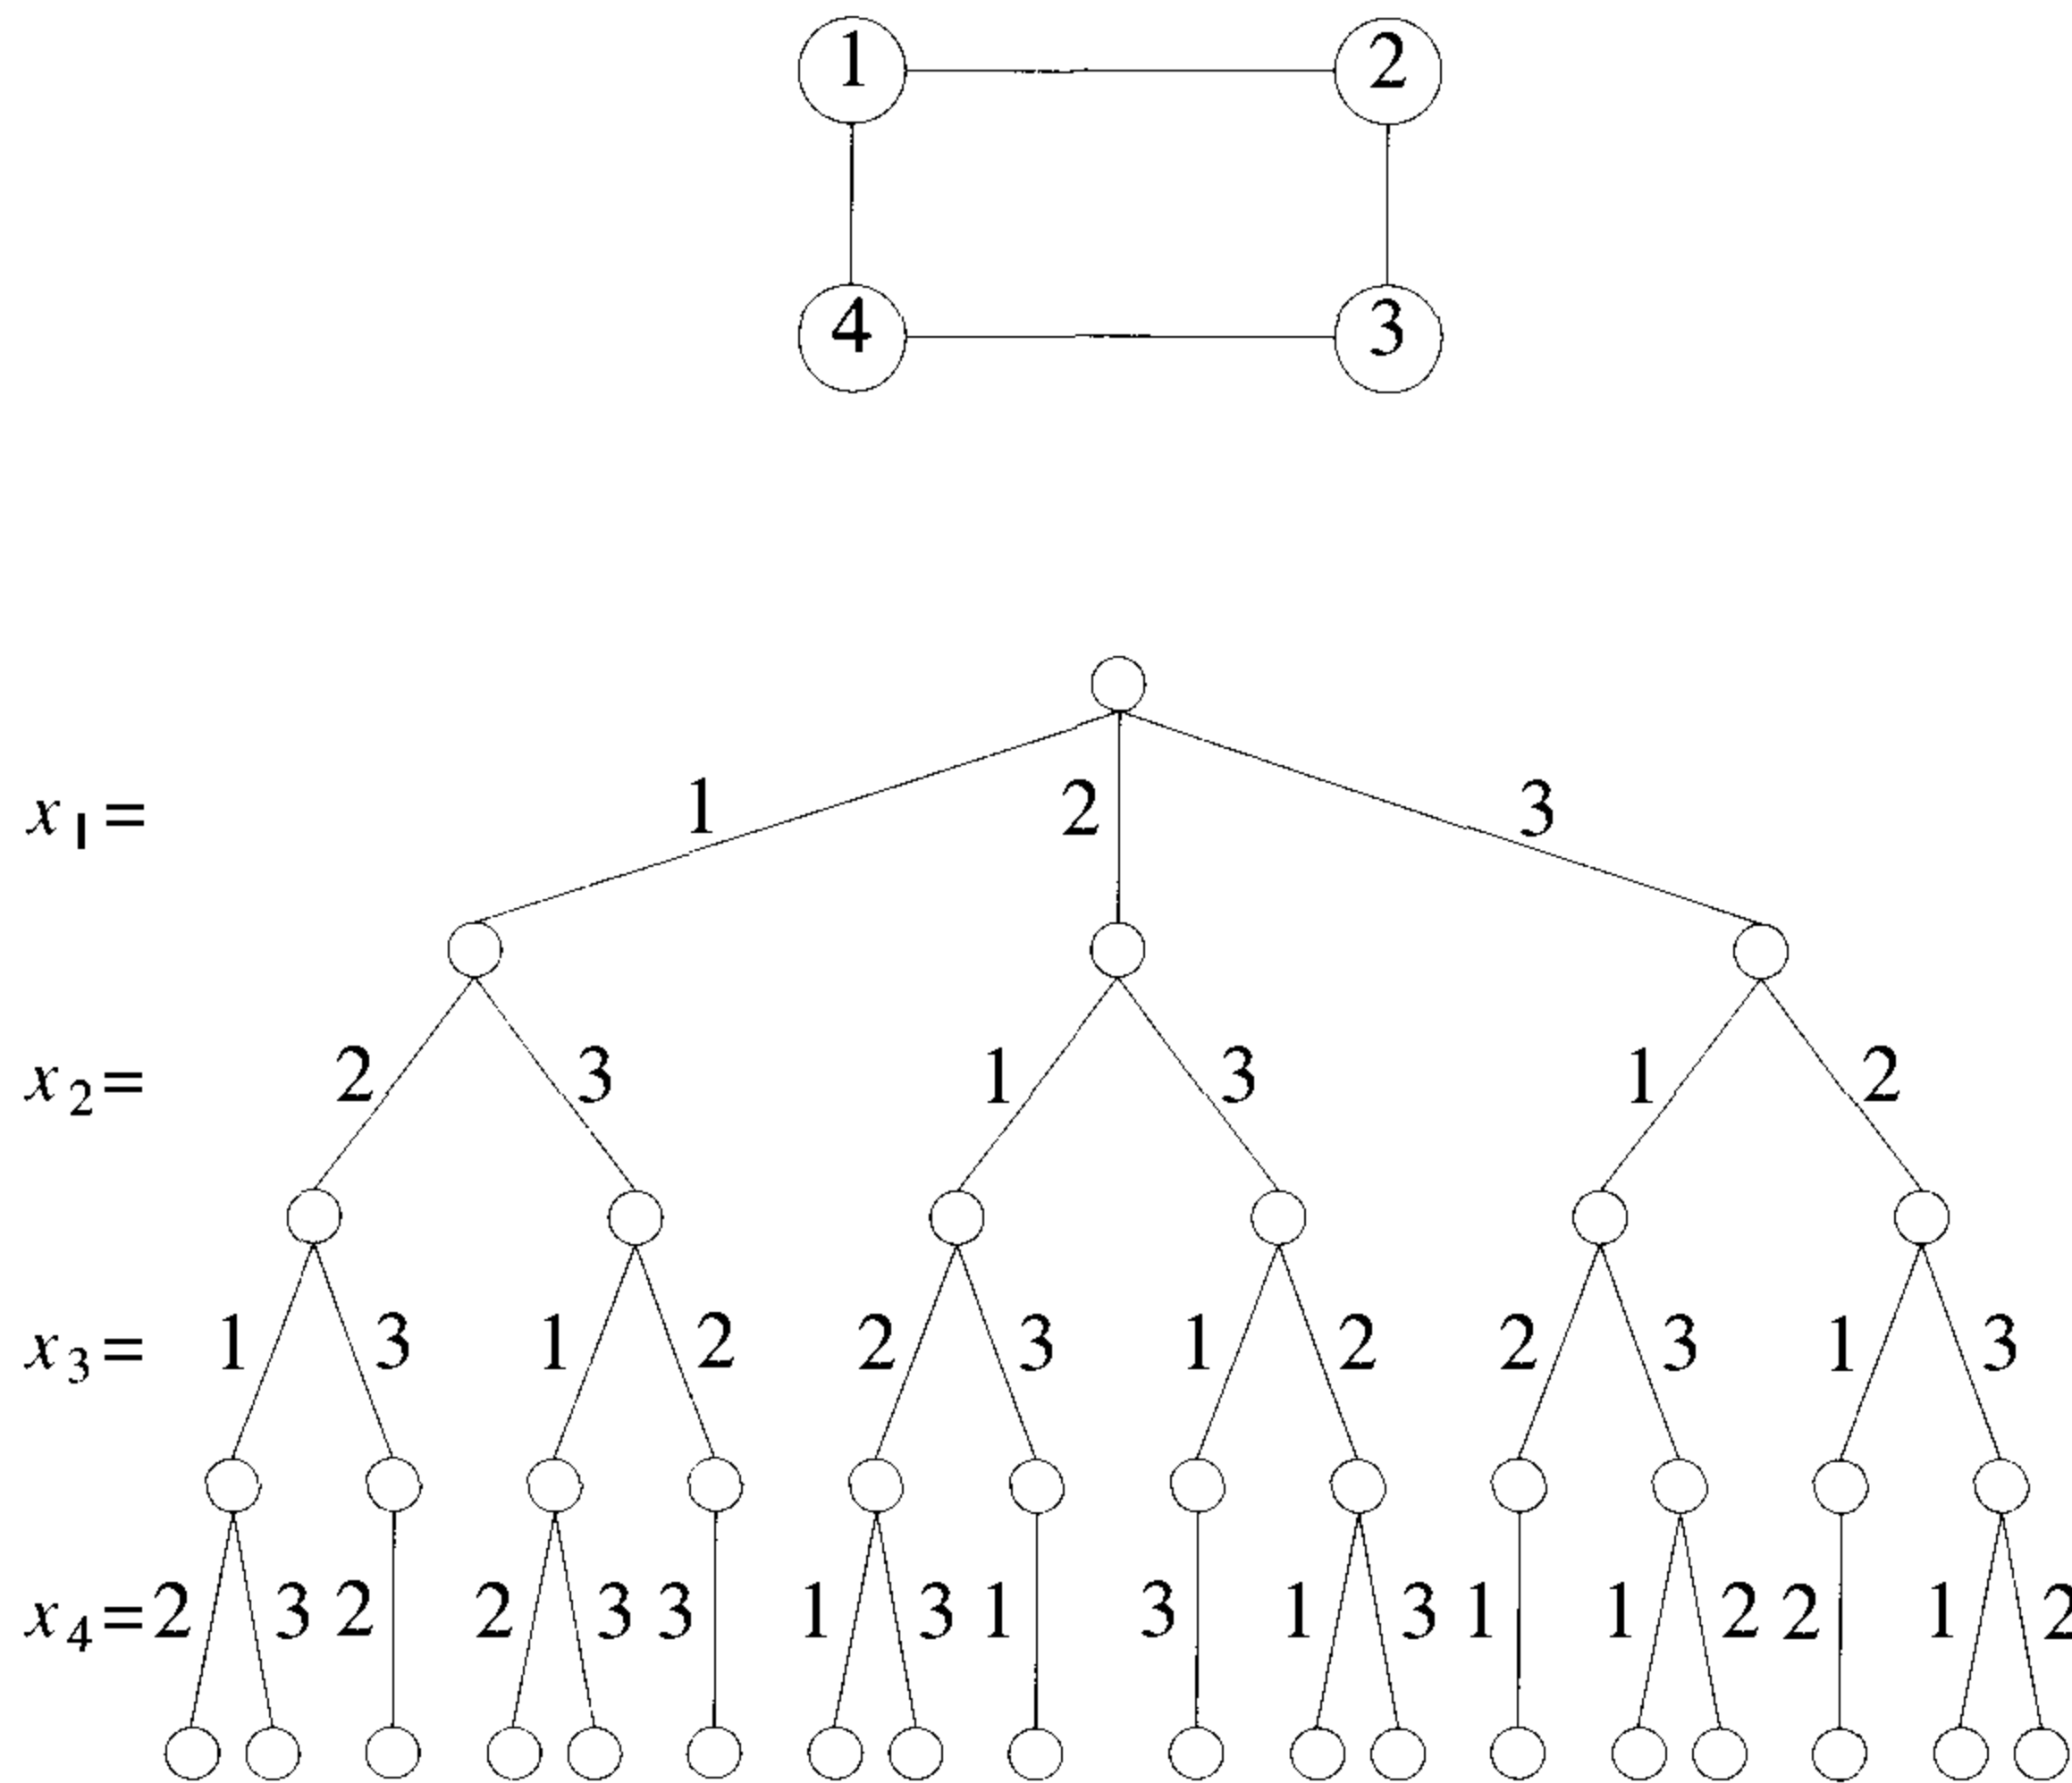 1 2
4 3
x1= 1 2 3
x2= 2 3 1 3 1 2
x3= 1 3 1 2 2 3 1 2 2 3 1 3
x4= 2 3 2 2 3 3 1 3 1 3 1 3 1 1 2 2 1 2